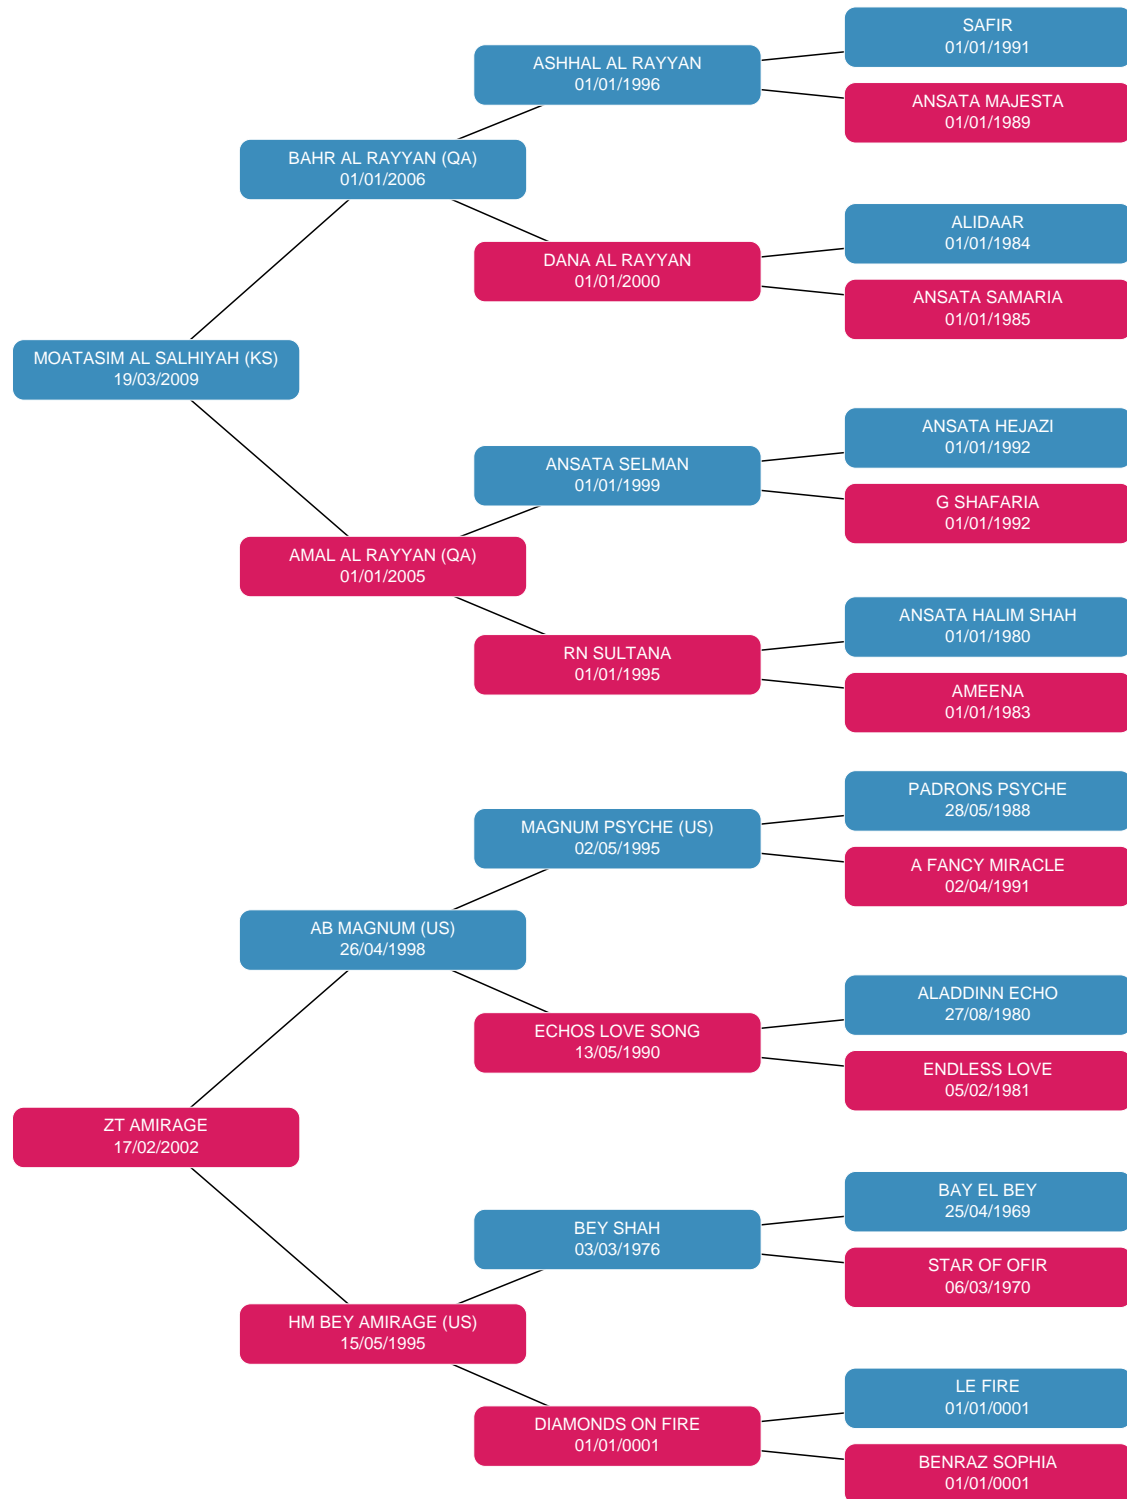 SAFIR
01/01/1991
ASHHAL AL RAYYAN
01/01/1996
ANSATA MAJESTA
01/01/1989
BAHR AL RAYYAN (QA)
01/01/2006
ALIDAAR
01/01/1984
DANA AL RAYYAN
01/01/2000
ANSATA SAMARIA
01/01/1985
MOATASIM AL SALHIYAH (KS)
19/03/2009
ANSATA HEJAZI
01/01/1992
ANSATA SELMAN
01/01/1999
G SHAFARIA
01/01/1992
AMAL AL RAYYAN (QA)
01/01/2005
ANSATA HALIM SHAH
01/01/1980
RN SULTANA
01/01/1995
AMEENA
01/01/1983
PADRONS PSYCHE
28/05/1988
MAGNUM PSYCHE (US)
02/05/1995
A FANCY MIRACLE
02/04/1991
AB MAGNUM (US)
26/04/1998
ALADDINN ECHO
27/08/1980
ECHOS LOVE SONG
13/05/1990
ENDLESS LOVE
05/02/1981
ZT AMIRAGE
17/02/2002
BAY EL BEY
25/04/1969
BEY SHAH
03/03/1976
STAR OF OFIR
06/03/1970
HM BEY AMIRAGE (US)
15/05/1995
LE FIRE
01/01/0001
DIAMONDS ON FIRE
01/01/0001
BENRAZ SOPHIA
01/01/0001